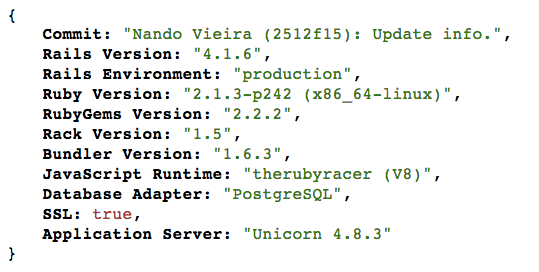 {
Commit: "Nando Vieira (2512f15): Update info.",
Rails Version: "4.1.6",
Rails Environment: "production",
Ruby Version: "2.1.3-p242 (x86_64-linux)",
RubyGems Version: "2.2.2",
Rack Version: "1.5",
Bundler Version: "1.6.3",
JavaScript Runtime: "therubyracer (V8)",
Database Adapter: "PostgreSQL",
SSL: true,
Application Server: "Unicorn 4.8.3"
}